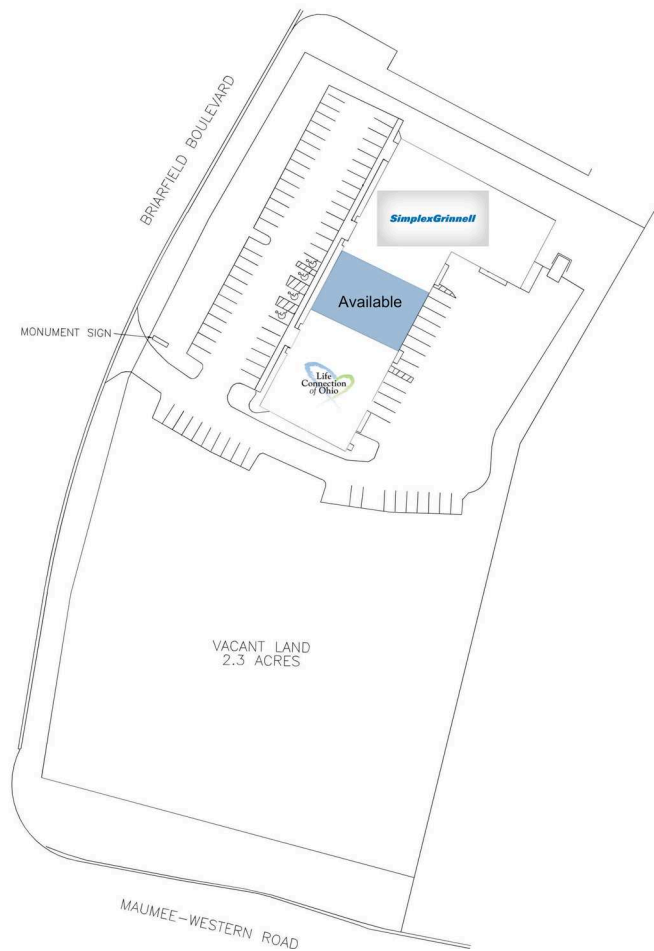 BRIARFIELD BOULEVARD
SimplexGrinnell
Available
MONUMENT SIGN
Life
Connection
of Ohio
VACANT LAND
2.3 ACRES
MAUMEE-WESTERN ROAD